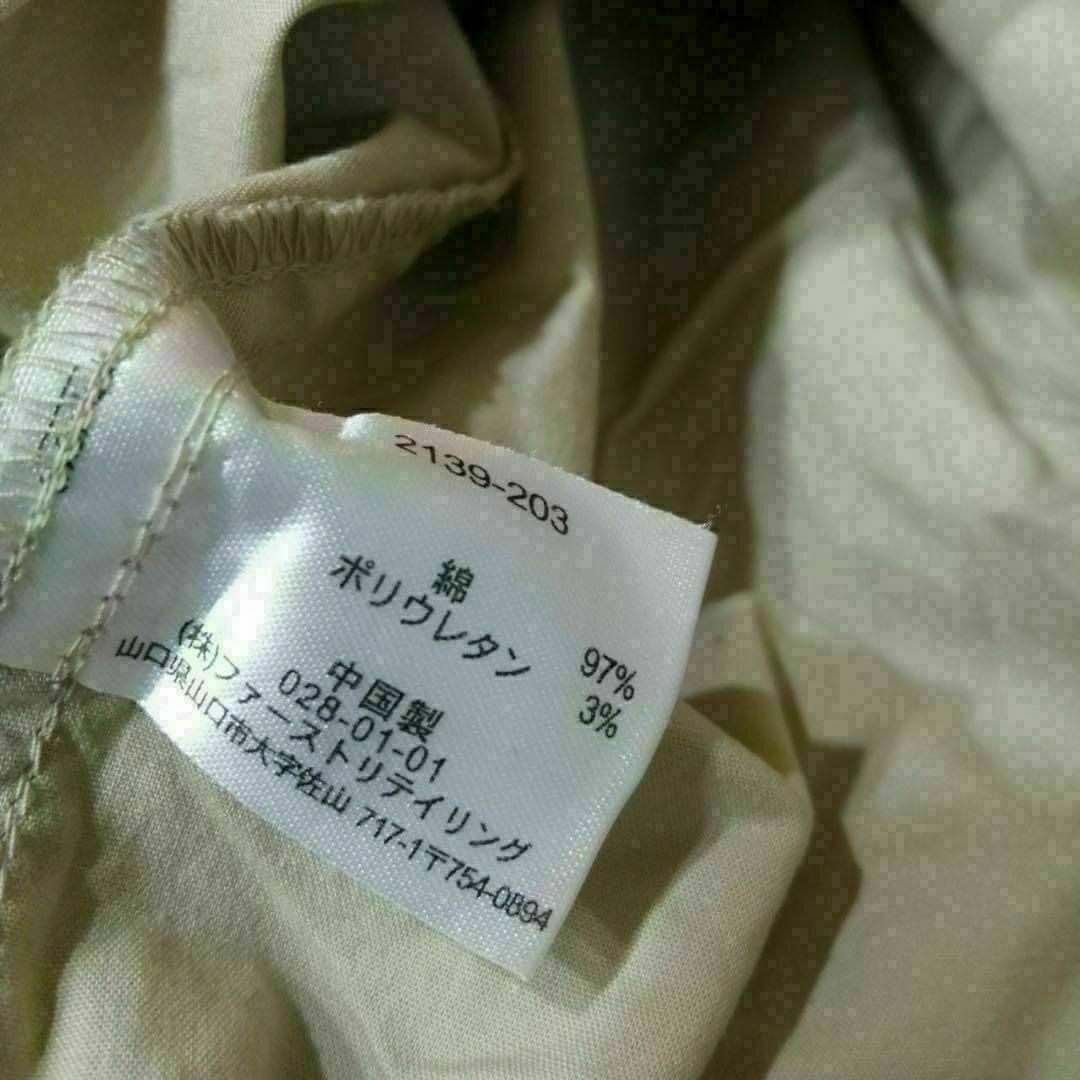 2139-203
綿 97%
ポリウレタン 3%
中国製
028-01-01
(株)ファーストリテイリング
山口県山口市大字佐山 717-1〒754-0894